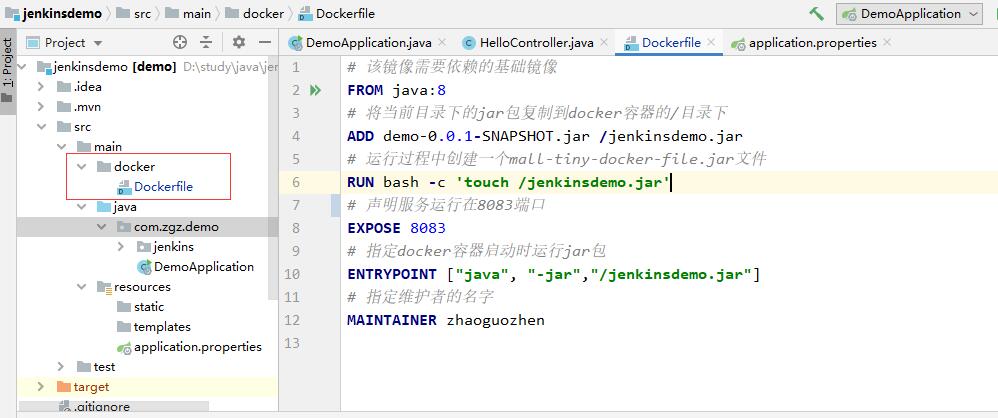 jenkinsdemo src main docker Dockerfile DemoApplication
1: Project
Project
DemoApplication.java HelloController.java Dockerfile application.properties
jenkinsdemo [demo] D:\study\java\jer
.idea
.mvn
src
main
docker
Dockerfile
java
com.zgz.demo
jenkins
DemoApplication
resources
static
templates
application.properties
test
target
.gitignore
1 # 该镜像需要依赖的基础镜像
2 FROM java:8
3 # 将当前目录下的jar包复制到docker容器的/目录下
4 ADD demo-0.0.1-SNAPSHOT.jar /jenkinsdemo.jar
5 # 运行过程中创建一个mall-tiny-docker-file.jar文件
6 RUN bash -c 'touch /jenkinsdemo.jar'
7 # 声明服务运行在8083端口
8 EXPOSE 8083
9 # 指定docker容器启动时运行jar包
10 ENTRYPOINT ["java", "-jar","/jenkinsdemo.jar"]
11 # 指定维护者的名字
12 MAINTAINER zhaoguozhen
13